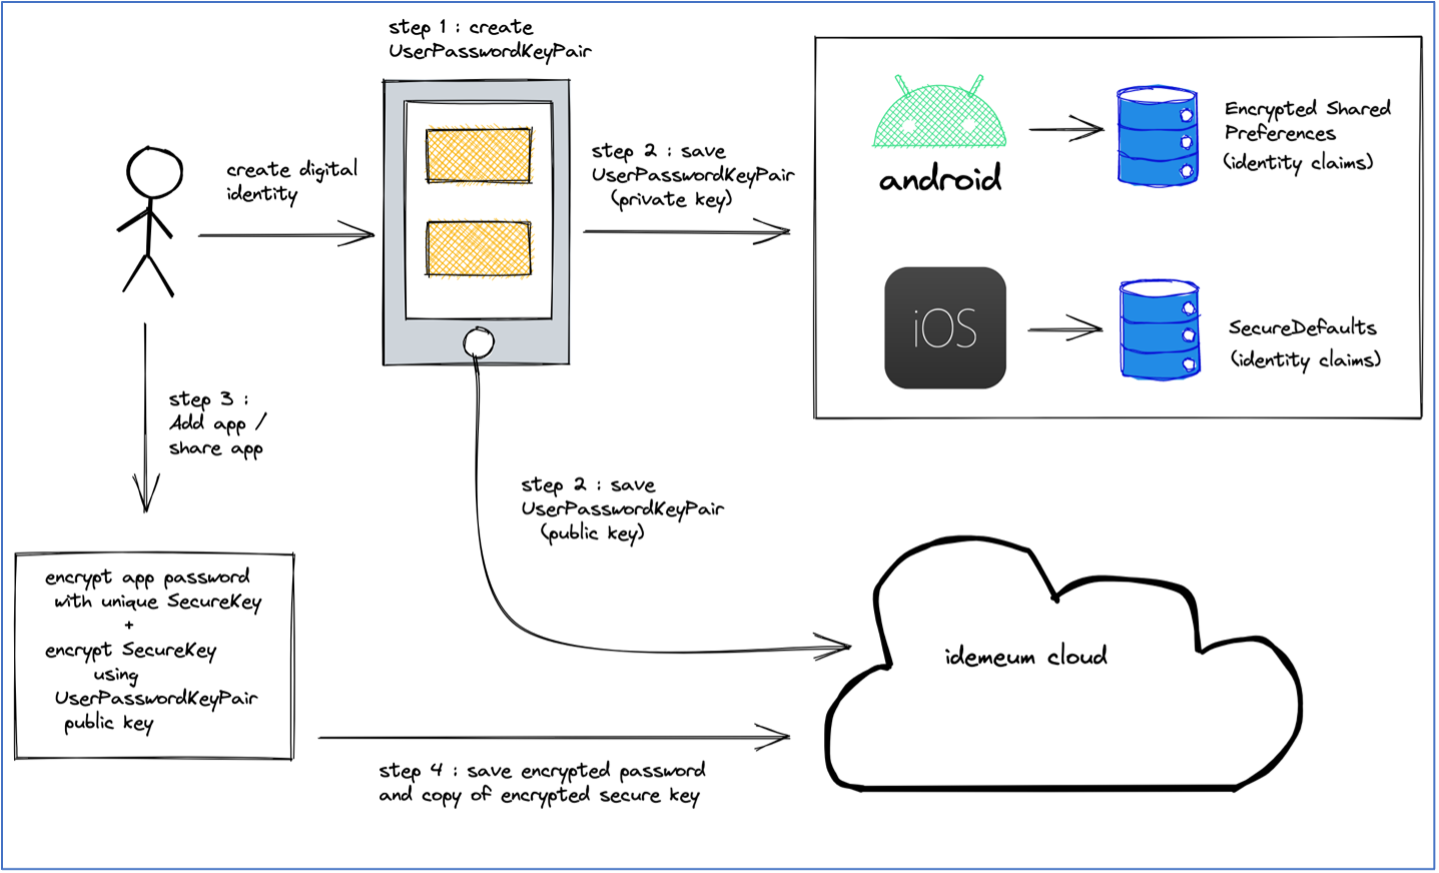 step 1 : create
UserPasswordKeyPair
create digital
identity
step 2 : save
UserPasswordKeyPair
(private key)
android
Encrypted Shared
Preferences
(identity claims)
iOS
SecureDefaults
(identity claims)
step 3 :
Add app /
share app
step 2 : save
UserPasswordKeyPair
(public key)
encrypt app password
with unique SecureKey
+
encrypt SecureKey
using
UserPasswordKeyPair
public key
idemeum cloud
step 4 : save encrypted password
and copy of encrypted secure key